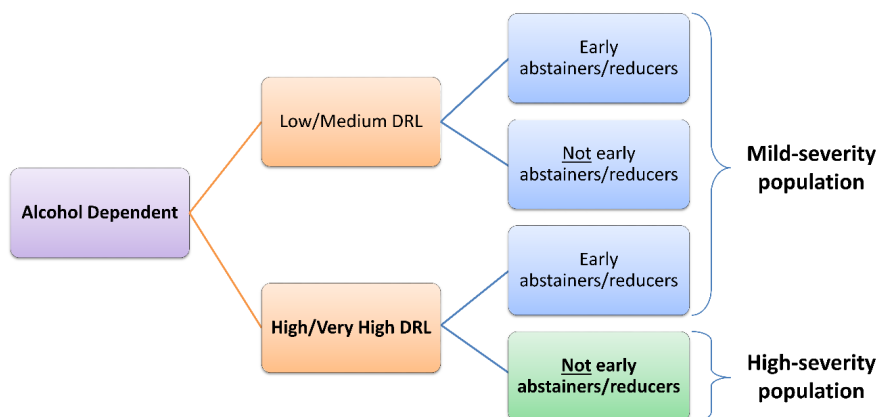 Alcohol Dependent
Low/Medium DRL
High/Very High DRL
Early
abstainers/reducers
Not early
abstainers/reducers
Early
abstainers/reducers
Not early
abstainers/reducers
Mild-severity
population
High-severity
population